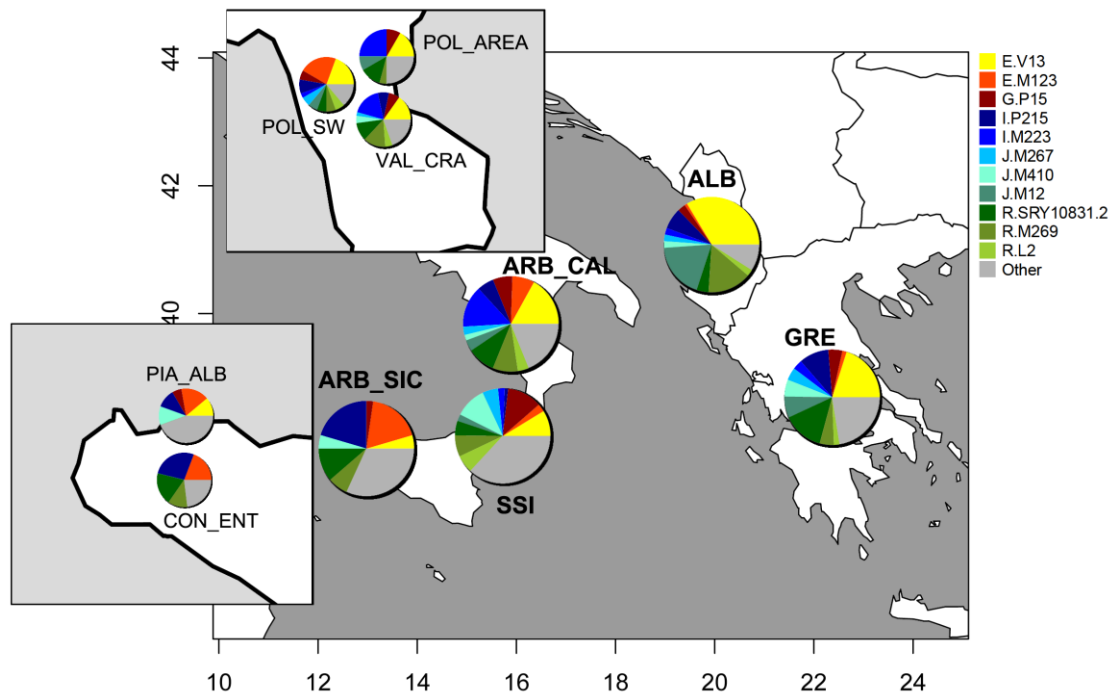 POL_AREA
POL_SW
VAL_CRA
PIA_ALB
CON_ENT
ALB
ARB_CAL
GRE
ARB_SIC
SSI
44
42
40
10
12
14
16
18
20
22
24
E.V13
E.M123
G.P15
I.P215
I.M223
J.M267
J.M410
J.M12
R.SRY10831.2
R.M269
R.L2
Other